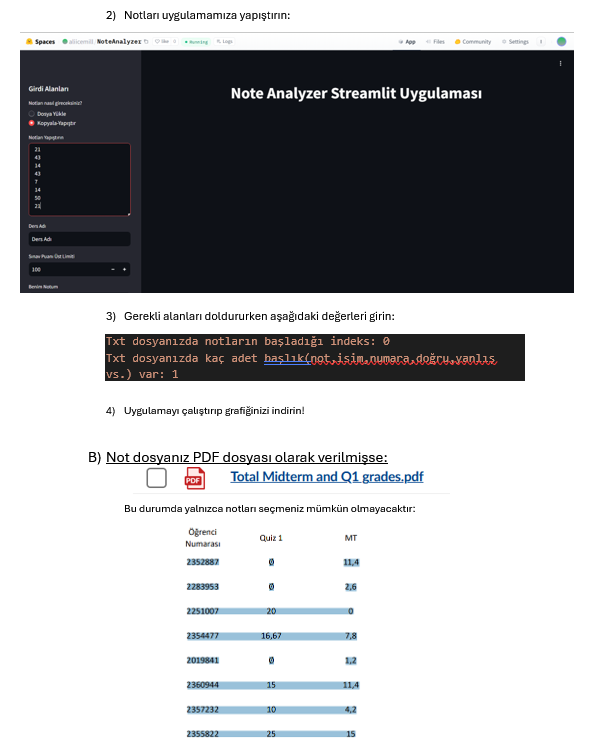 2) Notları uygulamamıza yapıştırın:
Spaces aliicemill NoteAnalyzer like Running Logs App Files Community Settings
Girdi Alanları
Notları nasıl gireceksiniz?
Dosya Yükle
Kopyala-Yapıştır
Notları Yapıştırın
21
43
14
43
7
14
50
21
Ders Adı
Ders Adı
Sınav Puanı Üst Limiti
100 - +
Benim Notum
Note Analyzer Streamlit Uygulaması
3) Gerekli alanları doldururken aşağıdaki değerleri girin:
Txt dosyanızda notların başladığı indeks: 0
Txt dosyanızda kaç adet başlık(not,isim,numara,doğru,yanlış
vs.) var: 1
4) Uygulamayı çalıştırıp grafiğinizi indirin!
B) Not dosyanız PDF dosyası olarak verilmişse:
PDF Total Midterm and Q1 grades.pdf
Bu durumda yalnızca notları seçmeniz mümkün olmayacaktır:
Öğrenci
Numarası Quiz 1 MT
2352887 Ø 11,4
2283953 Ø 2,6
2251007 20 0
2354477 16,67 7,8
2019841 Ø 1,2
2360944 15 11,4
2357232 10 4,2
2355822 25 15